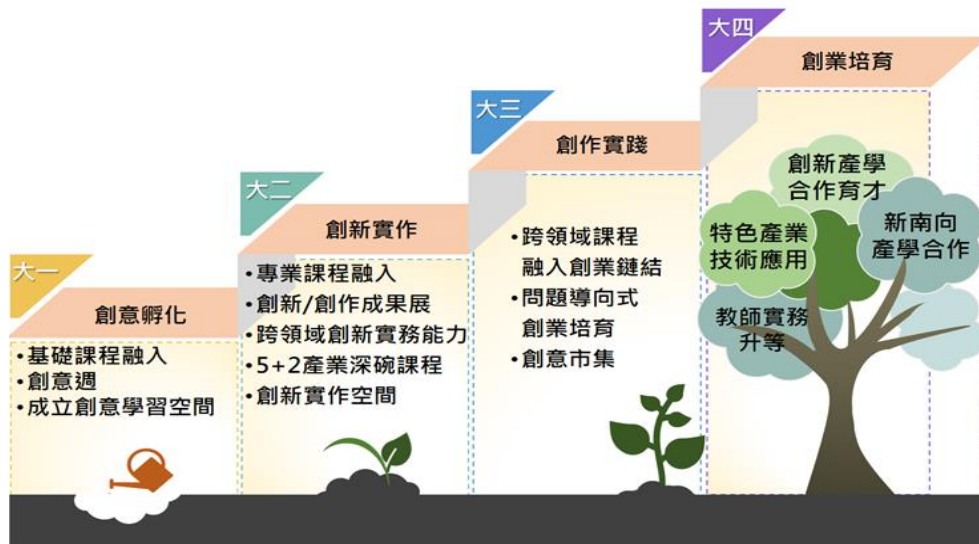 大一
創意孵化
•基礎課程融入
•創意週
•成立創意學習空間
大二
創新實作
•專業課程融入
•創新/創作成果展
•跨領域創新實務能力
•5+2產業深碗課程
•創新實作空間
大三
創作實踐
•跨領域課程
融入創業鏈結
•問題導向式
創業培育
•創意市集
大四
創業培育
創新產學
合作育才
特色產業
技術應用
新南向
產學合作
教師實務
升等